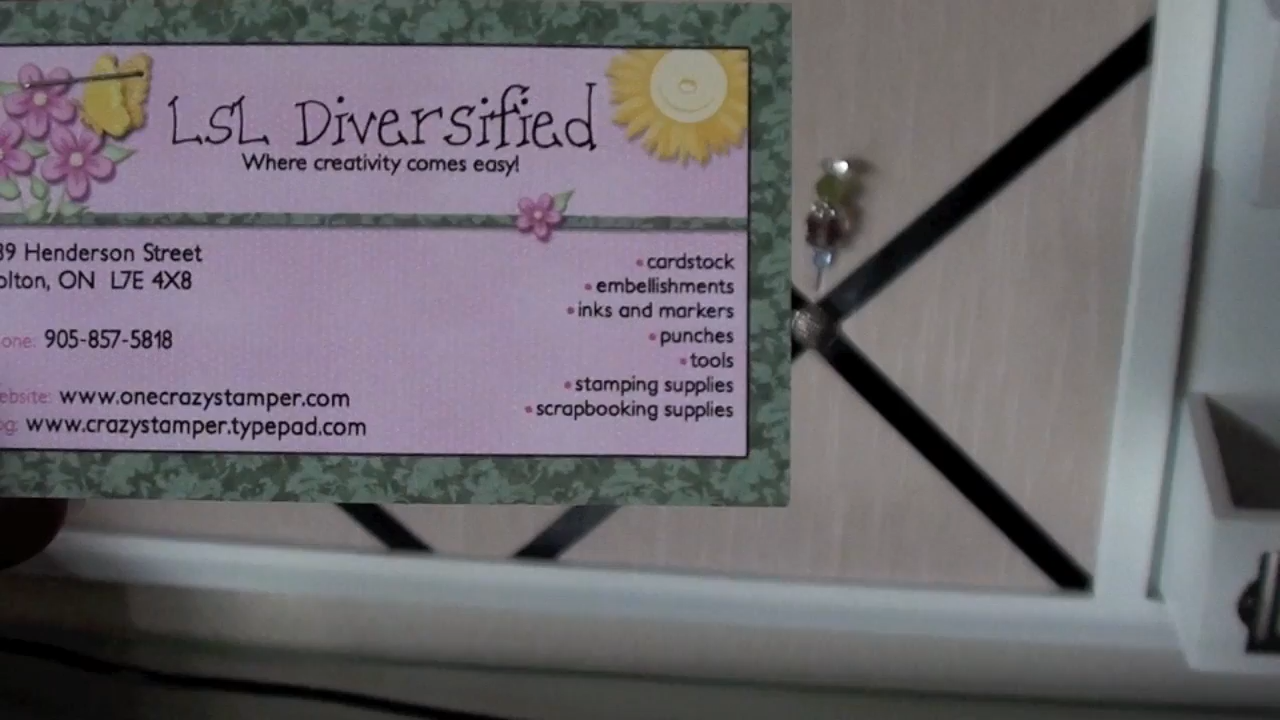 LSL Diversified
Where creativity comes easy!
39 Henderson Street
olton, ON L7E 4X8
one: 905-857-5818
ebsite: www.onecrazystamper.com
og: www.crazystamper.typepad.com
• cardstock
• embellishments
• inks and markers
• punches
• tools
• stamping supplies
• scrapbooking supplies